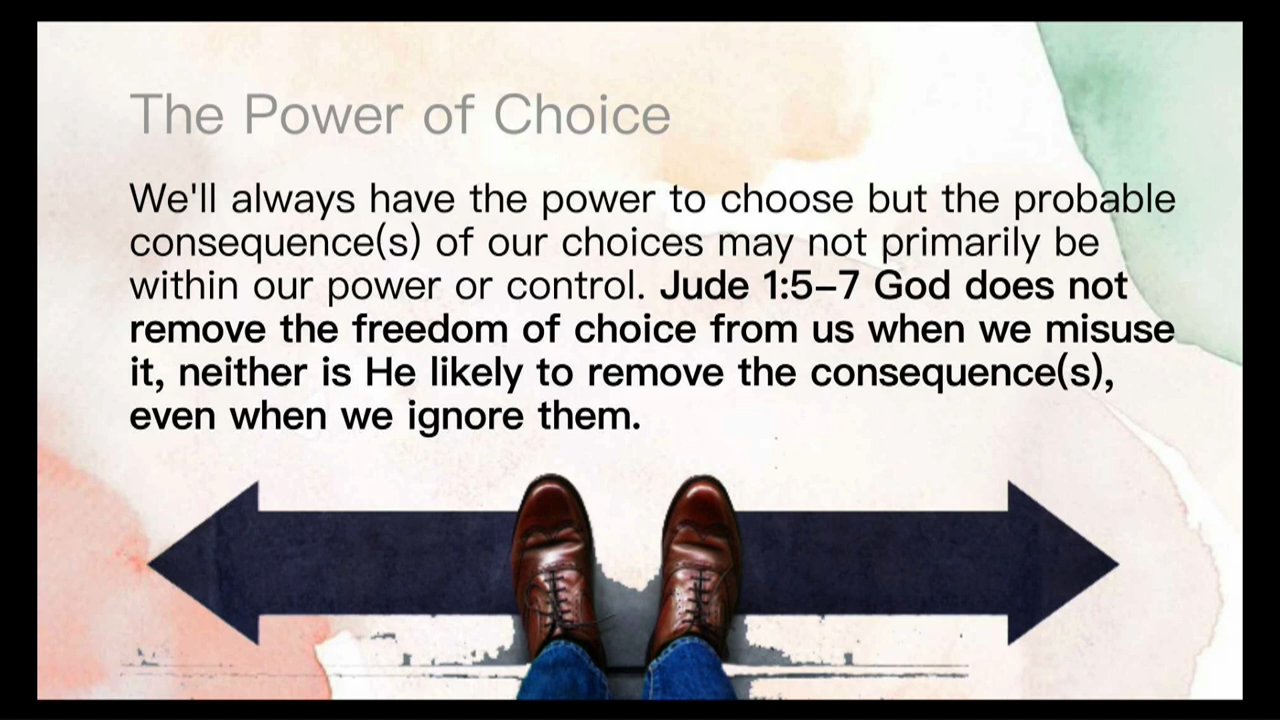 The Power of Choice
We'll always have the power to choose but the probable
consequence(s) of our choices may not primarily be
within our power or control. Jude 1:5–7 God does not
remove the freedom of choice from us when we misuse
it, neither is He likely to remove the consequence(s),
even when we ignore them.